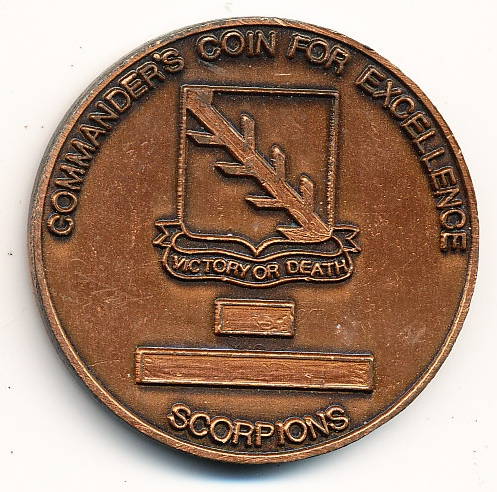 COMMANDER'S COIN FOR EXCELLENCE
VICTORY OR DEATH
SCORPIONS